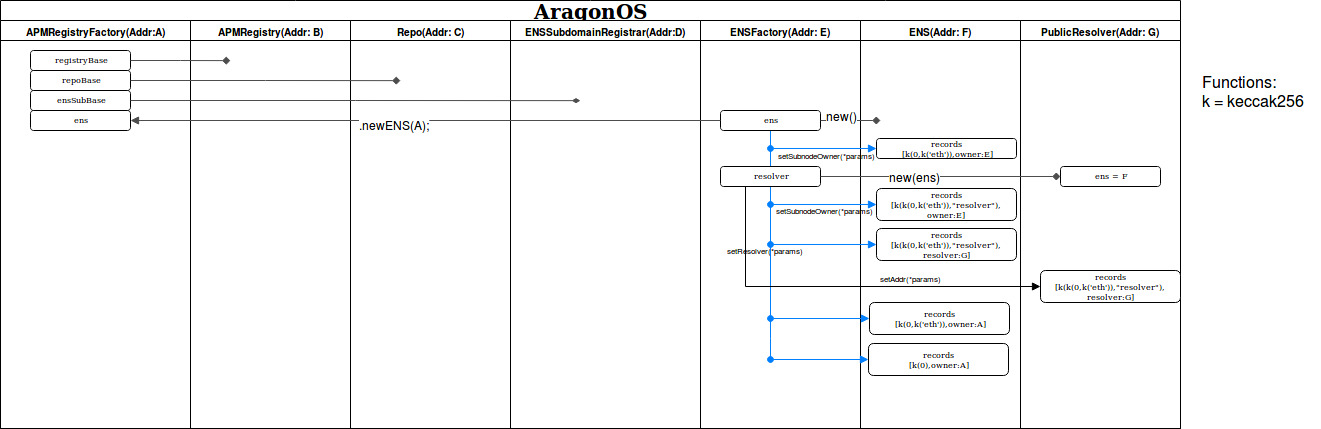 AragonOS
APMRegistryFactory(Addr:A)
APMRegistry(Addr: B)
Repo(Addr: C)
ENSSubdomainRegistrar(Addr:D)
ENSFactory(Addr: E)
ENS(Addr: F)
PublicResolver(Addr: G)
registryBase
repoBase
ensSubBase
ens
.newENS(A);
ens
.new()
setSubnodeOwner(*params)
records
[k(0,k('eth')),owner:E]
resolver
new(ens)
ens = F
setSubnodeOwner(*params)
records
[k(k(0,k('eth')),"resolver"),
owner:E]
setResolver(*params)
records
[k(k(0,k('eth')),"resolver"),
resolver:G]
setAddr(*params)
records
[k(k(0,k('eth')),"resolver"),
resolver:G]
records
[k(0,k('eth')),owner:A]
records
[k(0),owner:A]
Functions:
k = keccak256